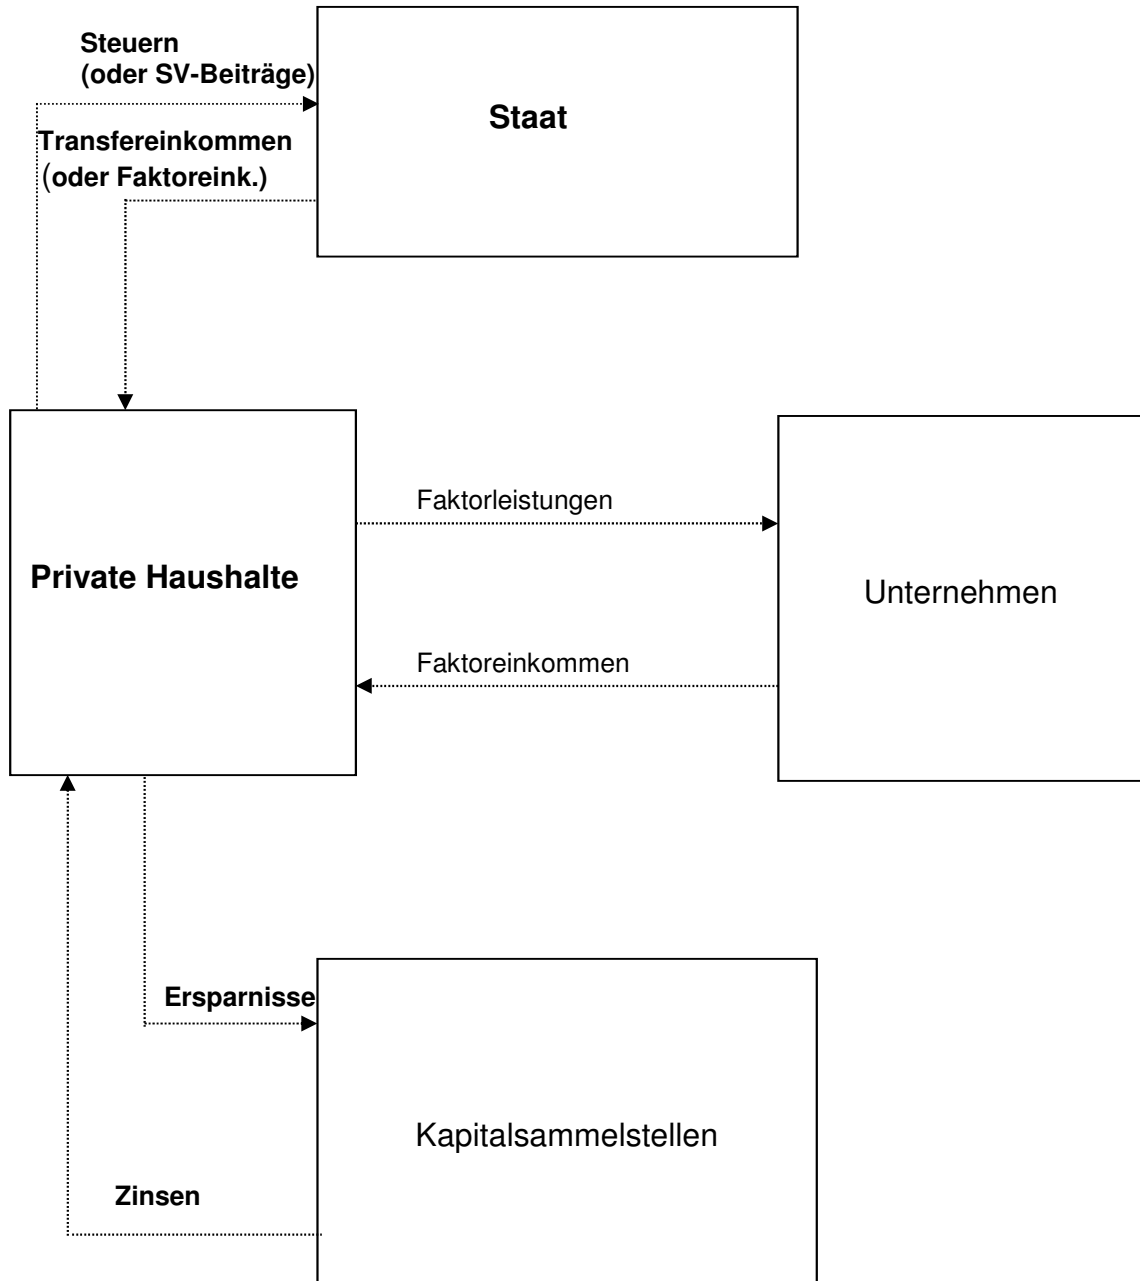 Steuern
(oder SV-Beiträge)
Staat
Transfereinkommen
(oder Faktoreink.)
Faktorleistungen
Private Haushalte
Unternehmen
Faktoreinkommen
Ersparnisse
Kapitalsammelstellen
Zinsen